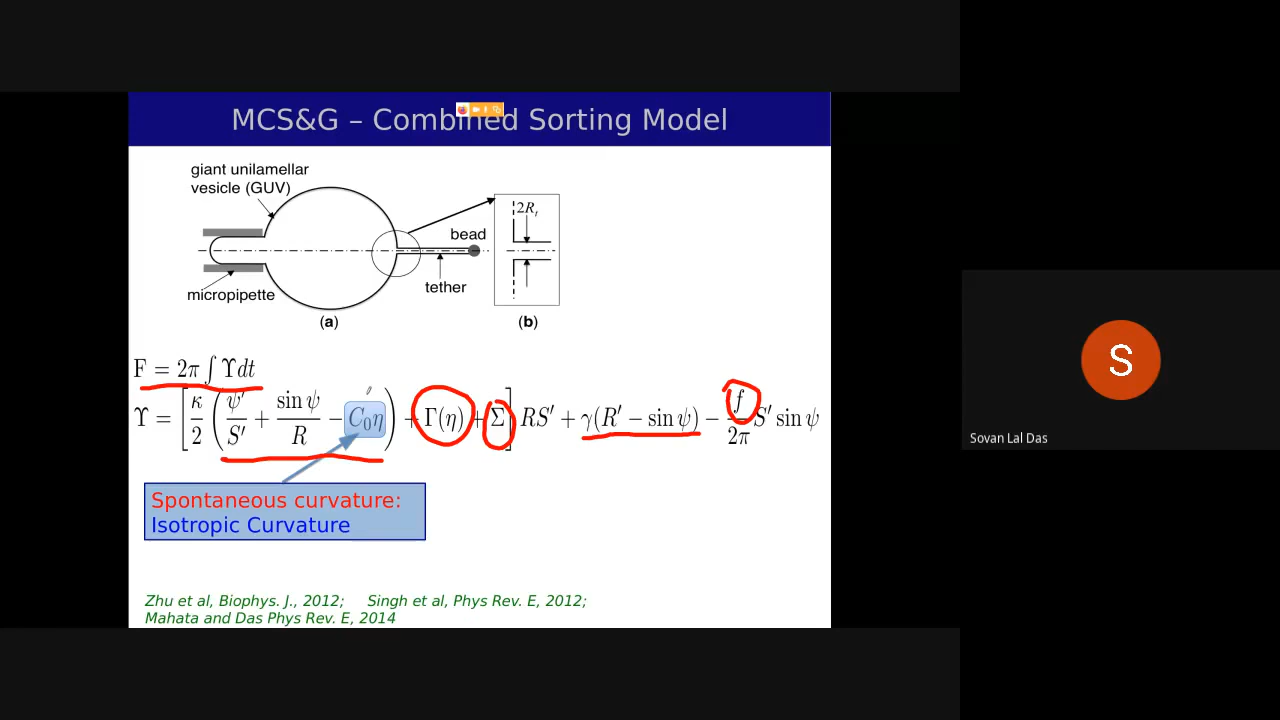 MCS&G – Combined Sorting Model
giant unilamellar
vesicle (GUV)
2R_t
bead
tether
micropipette
(a)
(b)
F = 2π ∫ ϒdt
ϒ = [ κ/2 ( ψ′/S′ + sin ψ/R − C₀η ) + Γ(η) + Σ ] RS′ + γ(R′ − sin ψ) − f/2π S′ sin ψ
Spontaneous curvature:
Isotropic Curvature
Zhu et al, Biophys. J., 2012; Singh et al, Phys Rev. E, 2012;
Mahata and Das Phys Rev. E, 2014
S
Sovan Lal Das